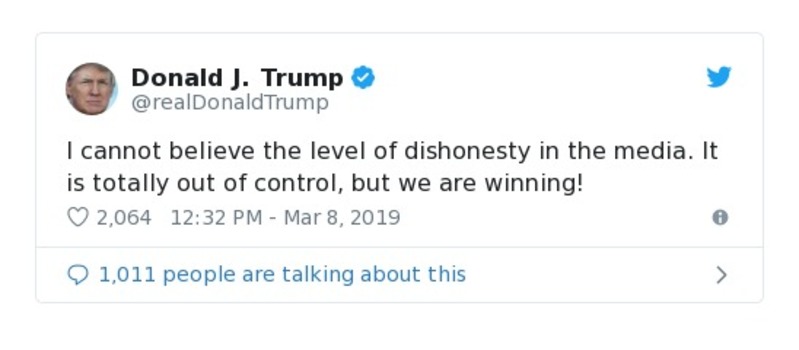 Donald J. Trump
@realDonaldTrump
I cannot believe the level of dishonesty in the media. It
is totally out of control, but we are winning!
2,064 12:32 PM - Mar 8, 2019
1,011 people are talking about this